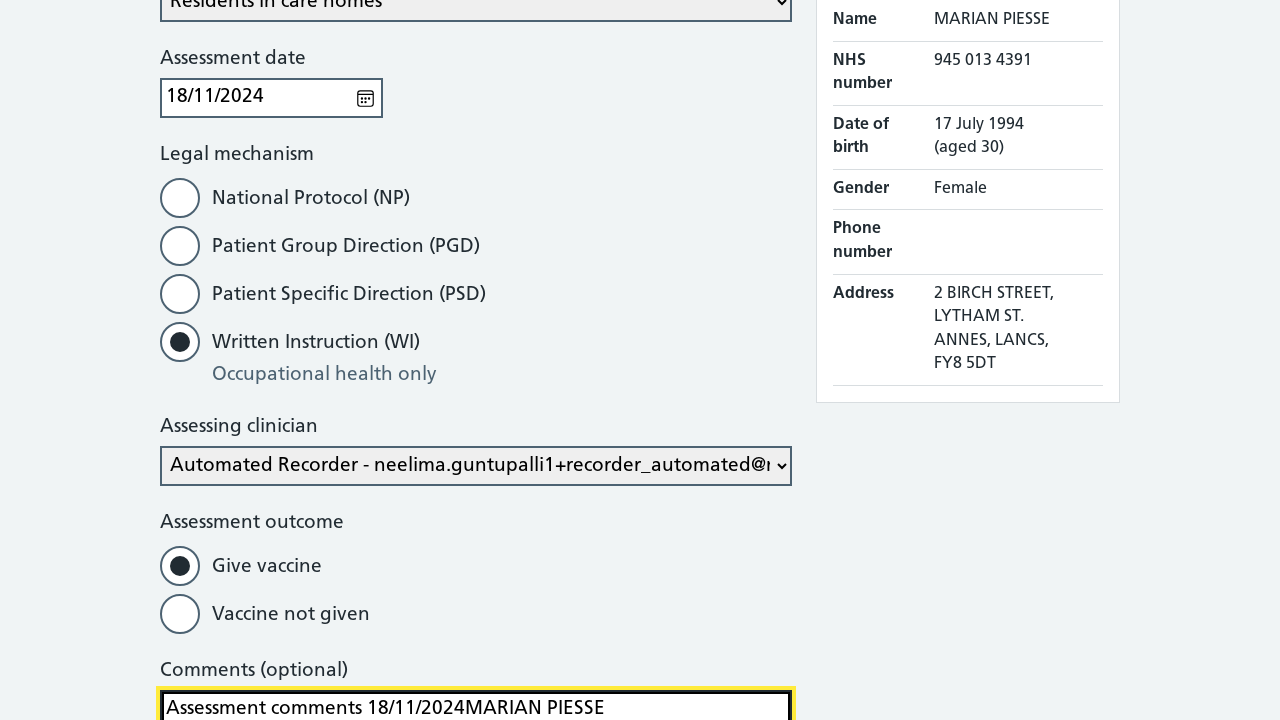 Residents in care homes
Assessment date
18/11/2024
Legal mechanism
National Protocol (NP)
Patient Group Direction (PGD)
Patient Specific Direction (PSD)
Written Instruction (WI)
Occupational health only
Assessing clinician
Automated Recorder - neelima.guntupalli1+recorder_automated@
Assessment outcome
Give vaccine
Vaccine not given
Comments (optional)
Assessment comments 18/11/2024MARIAN PIESSE
Name MARIAN PIESSE
NHS 945 013 4391
number
Date of 17 July 1994
birth (aged 30)
Gender Female
Phone
number
Address 2 BIRCH STREET,
LYTHAM ST.
ANNES, LANCS,
FY8 5DT